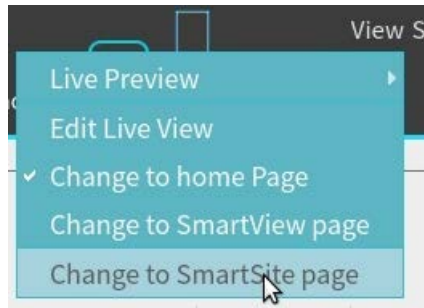 View S
Live Preview
Edit Live View
Change to home Page
Change to SmartView page
Change to SmartSite page